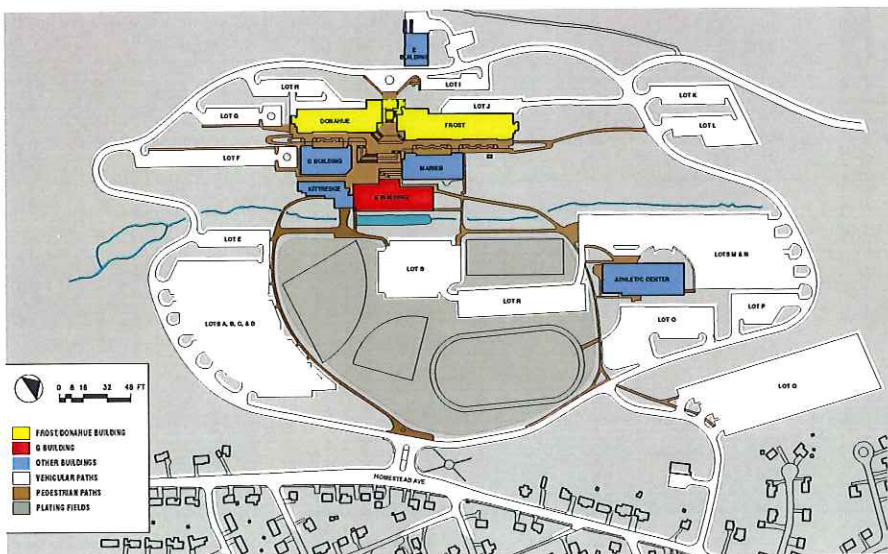 E
BUILDING
LOT I
LOT H
LOT J
LOT K
LOT G
DONAHUE
FROST
LOT L
LOT F
D BUILDING
MARIEB
KITTREDGE
G BUILDING
LOT E
LOT S
LOTS M & N
ATHLETIC CENTER
LOT R
LOT P
LOT O
LOTS A, B, C, & D
LOT Q
0 8 16 32 48 FT
FROST/DONAHUE BUILDING
G BUILDING
OTHER BUILDINGS
VEHICULAR PATHS
PEDESTRIAN PATHS
PLAYING FIELDS
HOMESTEAD AVE